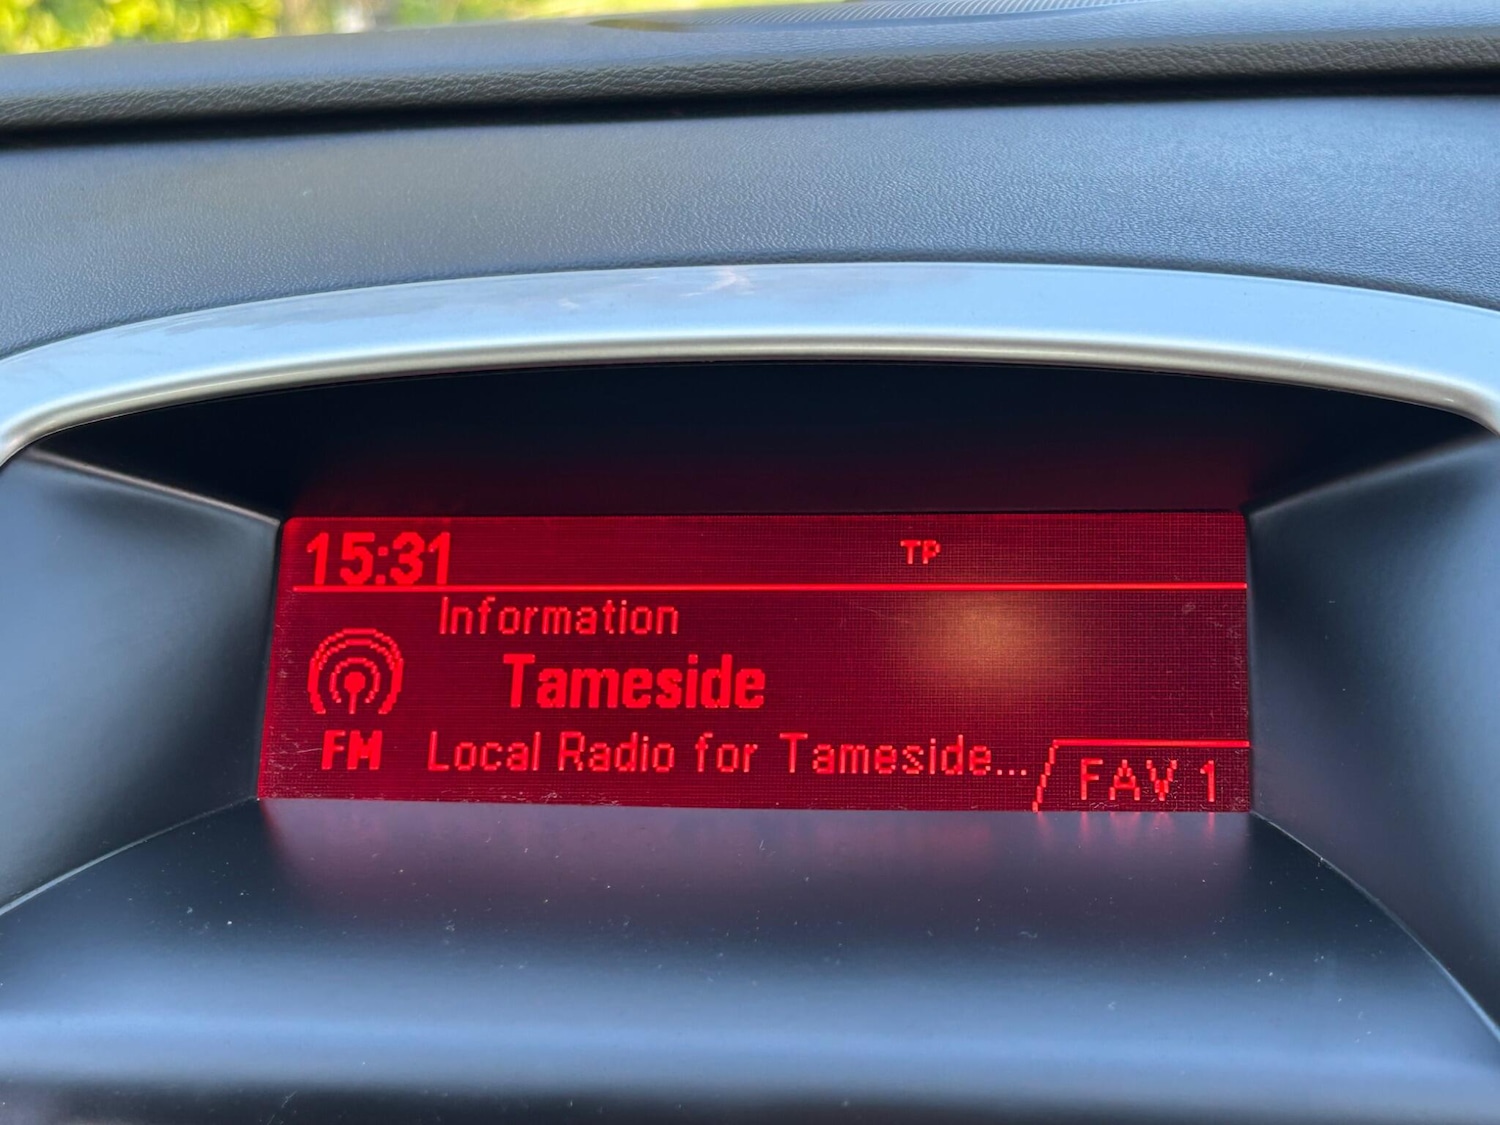 15:31 TP
Information
Tameside
FM Local Radio for Tameside...
FAV 1